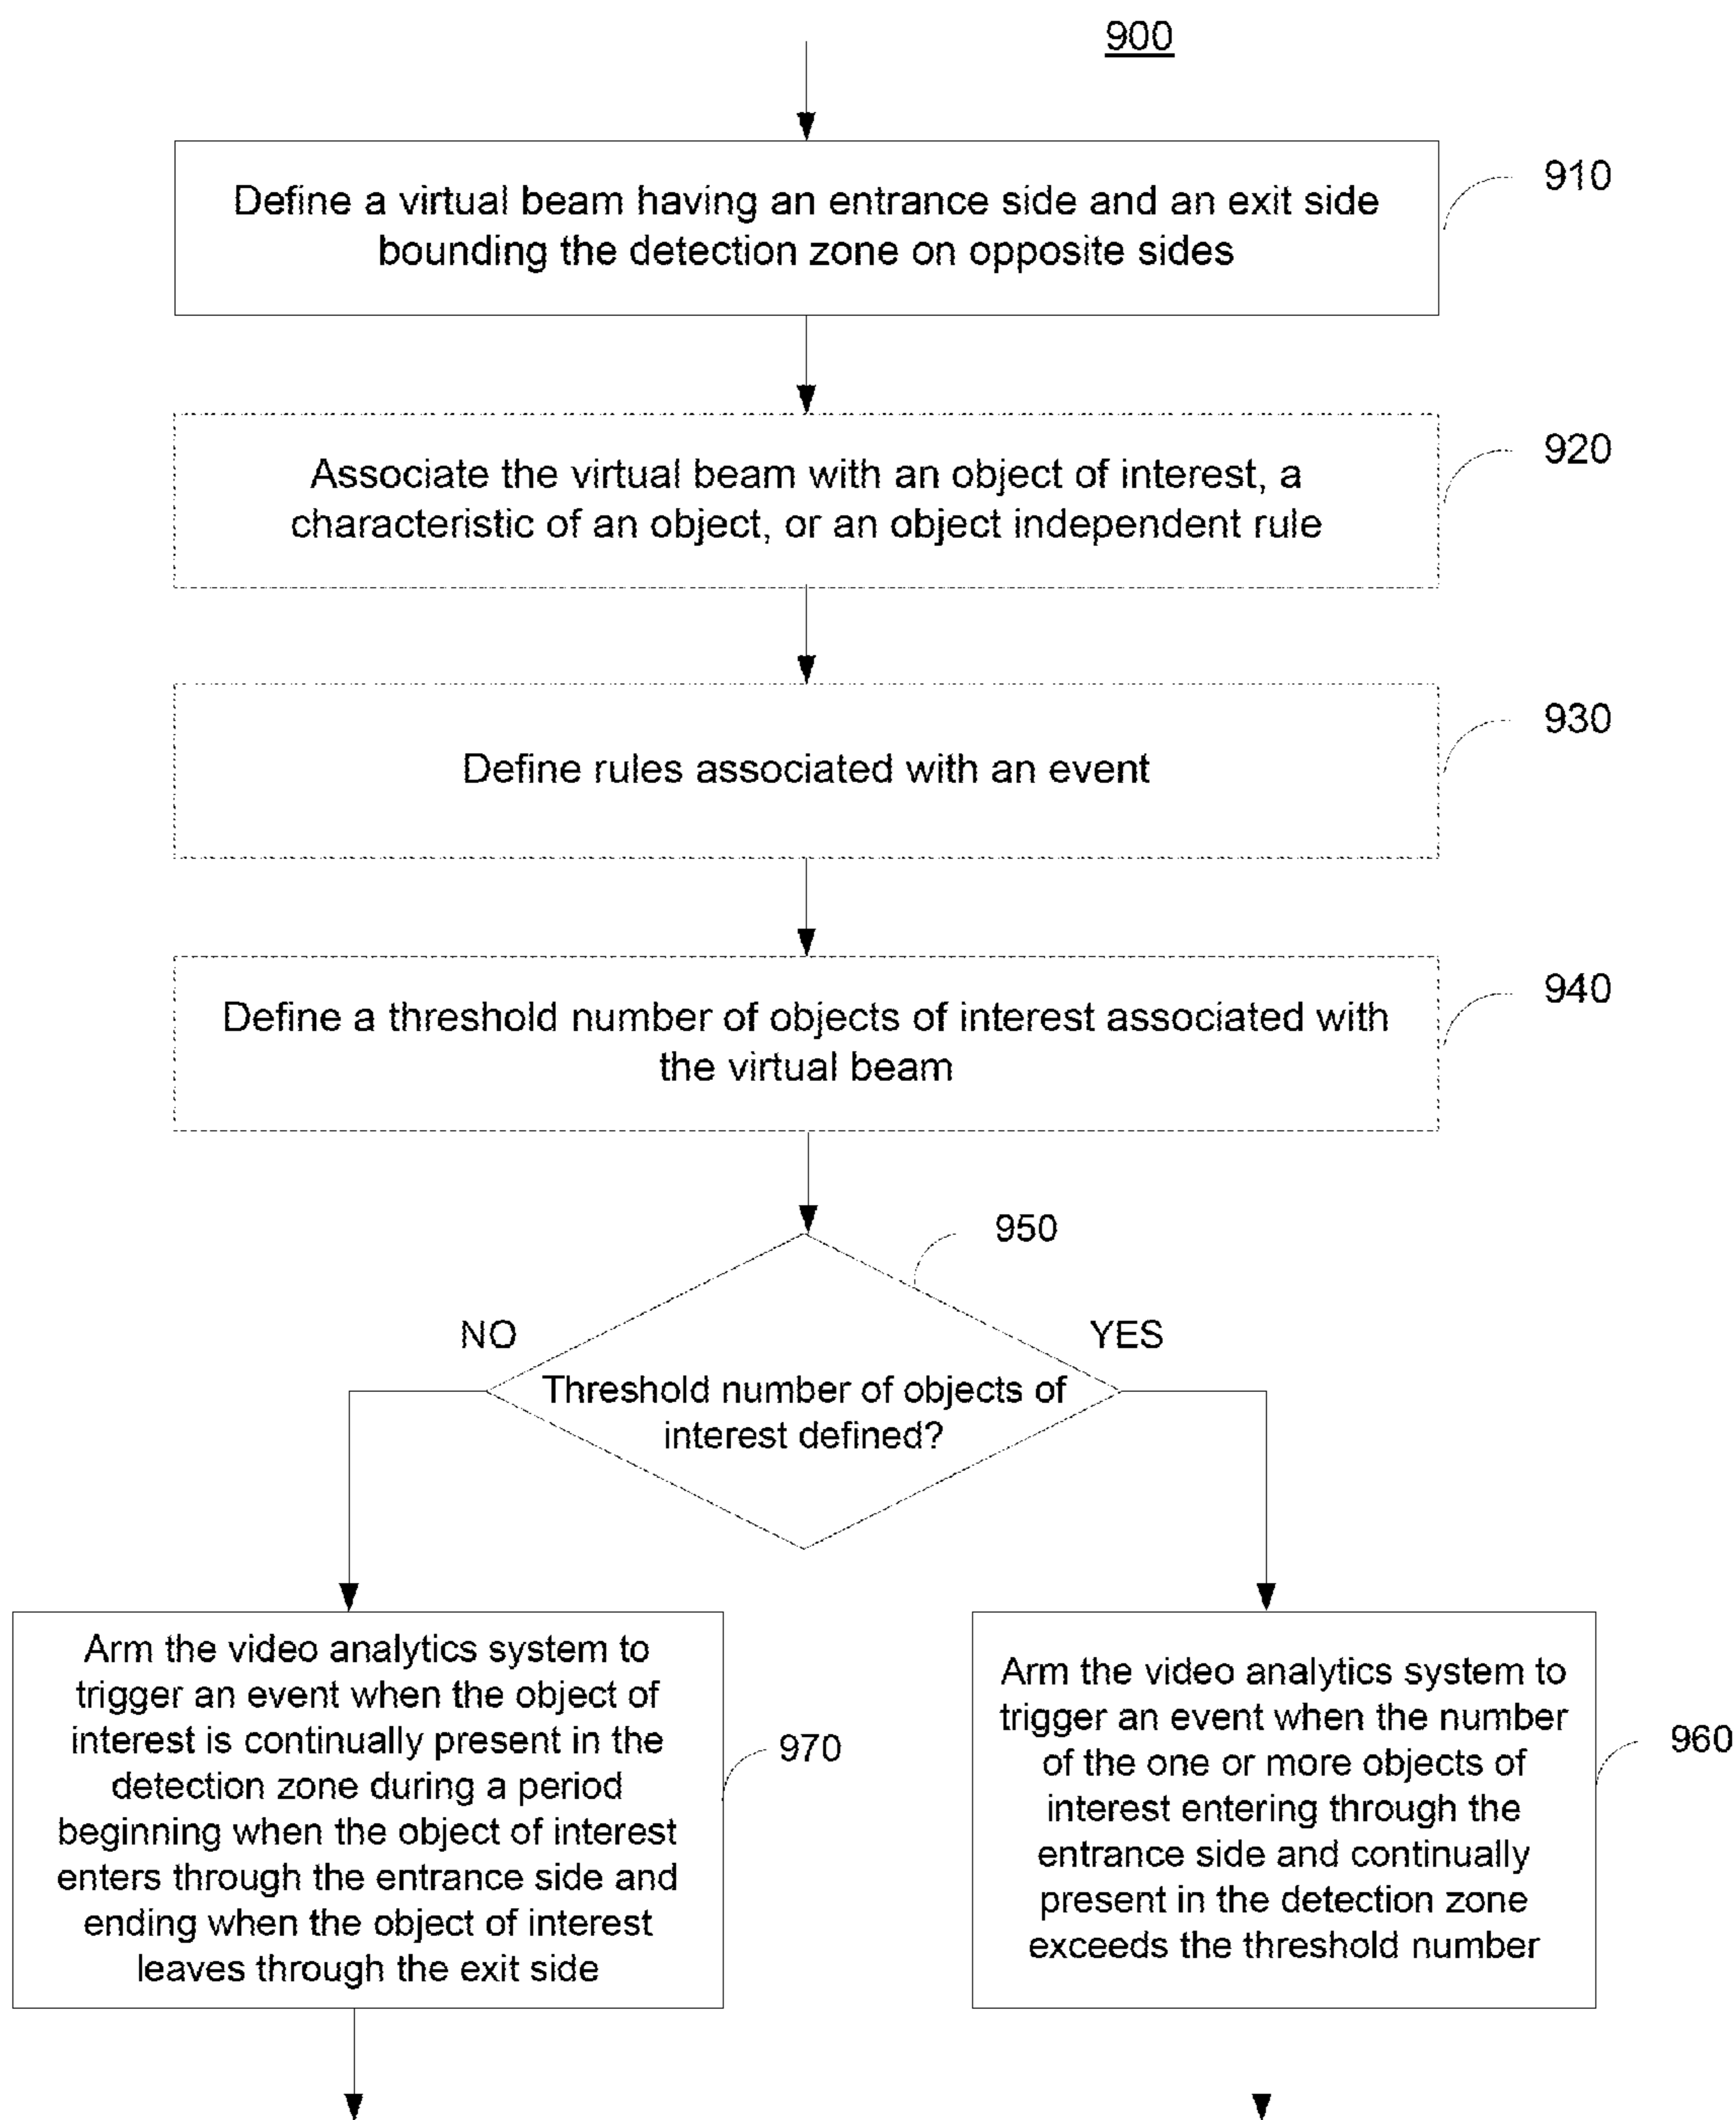 900
Define a virtual beam having an entrance side and an exit side
bounding the detection zone on opposite sides
910
Associate the virtual beam with an object of interest, a
characteristic of an object, or an object independent rule
920
Define rules associated with an event
930
Define a threshold number of objects of interest associated with
the virtual beam
940
950
NO
YES
Threshold number of objects of
interest defined?
Arm the video analytics system to
trigger an event when the object of
interest is continually present in the
detection zone during a period
beginning when the object of interest
enters through the entrance side and
ending when the object of interest
leaves through the exit side
970
Arm the video analytics system to
trigger an event when the number
of the one or more objects of
interest entering through the
entrance side and continually
present in the detection zone
exceeds the threshold number
960